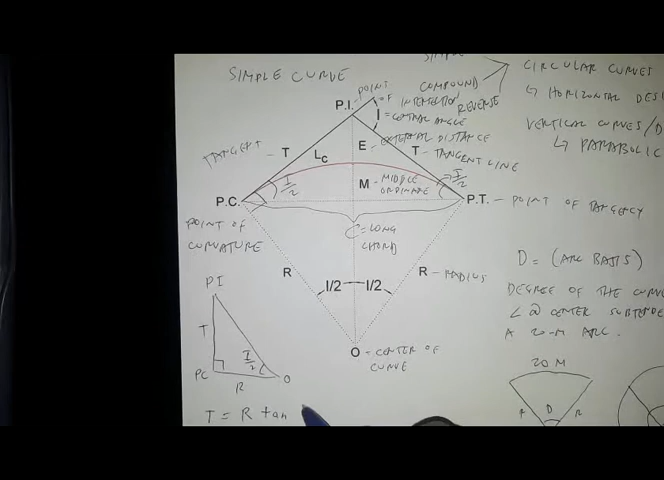 SIMPLE CURVE
CIRCULAR CURVES
COMPOUND
REVERSE
HORIZONTAL
VERTICAL CURVES
PARABOLIC
P.I.
POINT
OF
INTERSECTION
I = CENTRAL ANGLE
E = EXTERNAL DISTANCE
TANGENT - T
Lc
T - TANGENT LINE
I/2
I/2
M - MIDDLE
ORDINATE
P.C.
P.T. - POINT OF TANGENCY
POINT OF
CURVATURE
C = LONG
CHORD
R
I/2
I/2
R - RADIUS
O = CENTER OF
CURVE
D = (ARC BASIS)
DEGREE OF THE CURVE
∠ @ CENTER
A 20-M ARC.
20 M
R
D
R
PI
T
I/2
PC
R
O
T = R tan